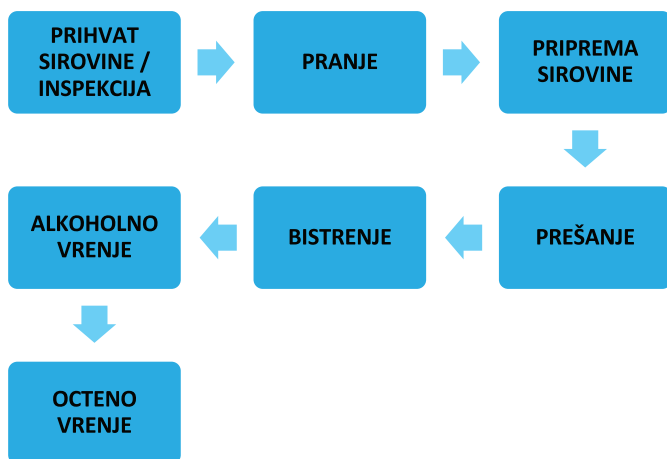 PRIHVAT
SIROVINE /
INSPEKCIJA
PRANJE
PRIPREMA
SIROVINE
PREŠANJE
BISTRENJE
ALKOHOLNO
VRENJE
OCTENO
VRENJE